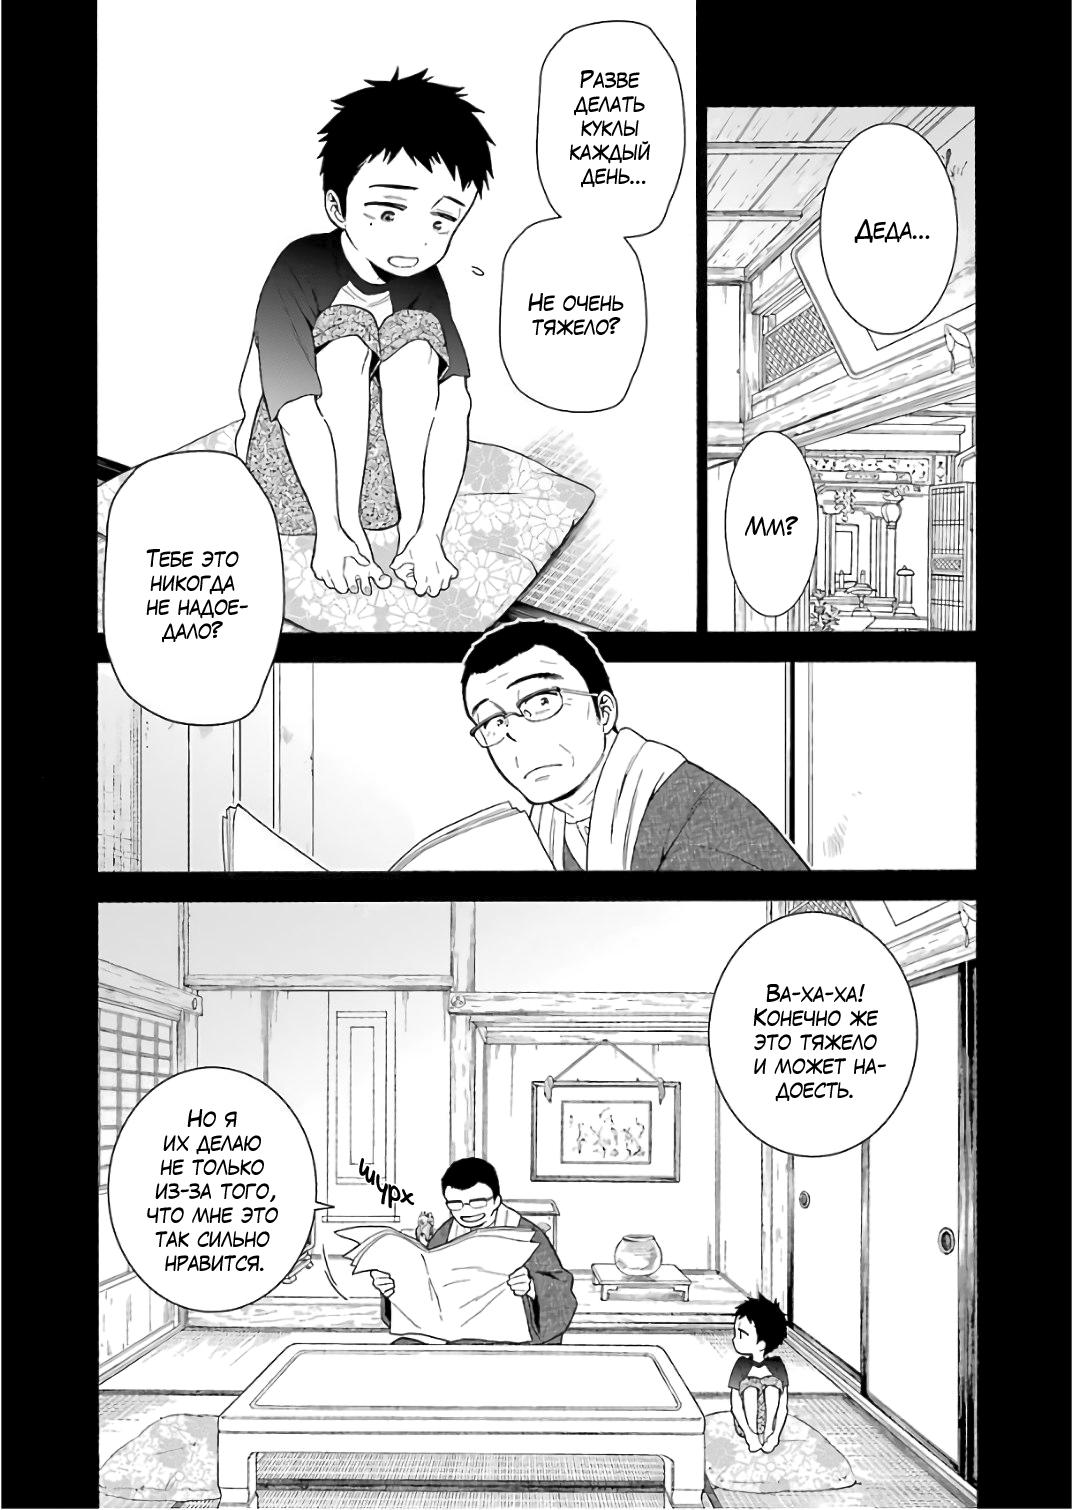 Деда...
Мм?
Разве
делать
куклы
каждый
день...
Не очень
тяжело?
Тебе это
никогда
не надое-
дало?
Ва-ха-ха!
Конечно же
это тяжело
и может на-
доесть.
Но я
их делаю
не только
из-за того,
что мне это
так сильно
нравится.
шурх